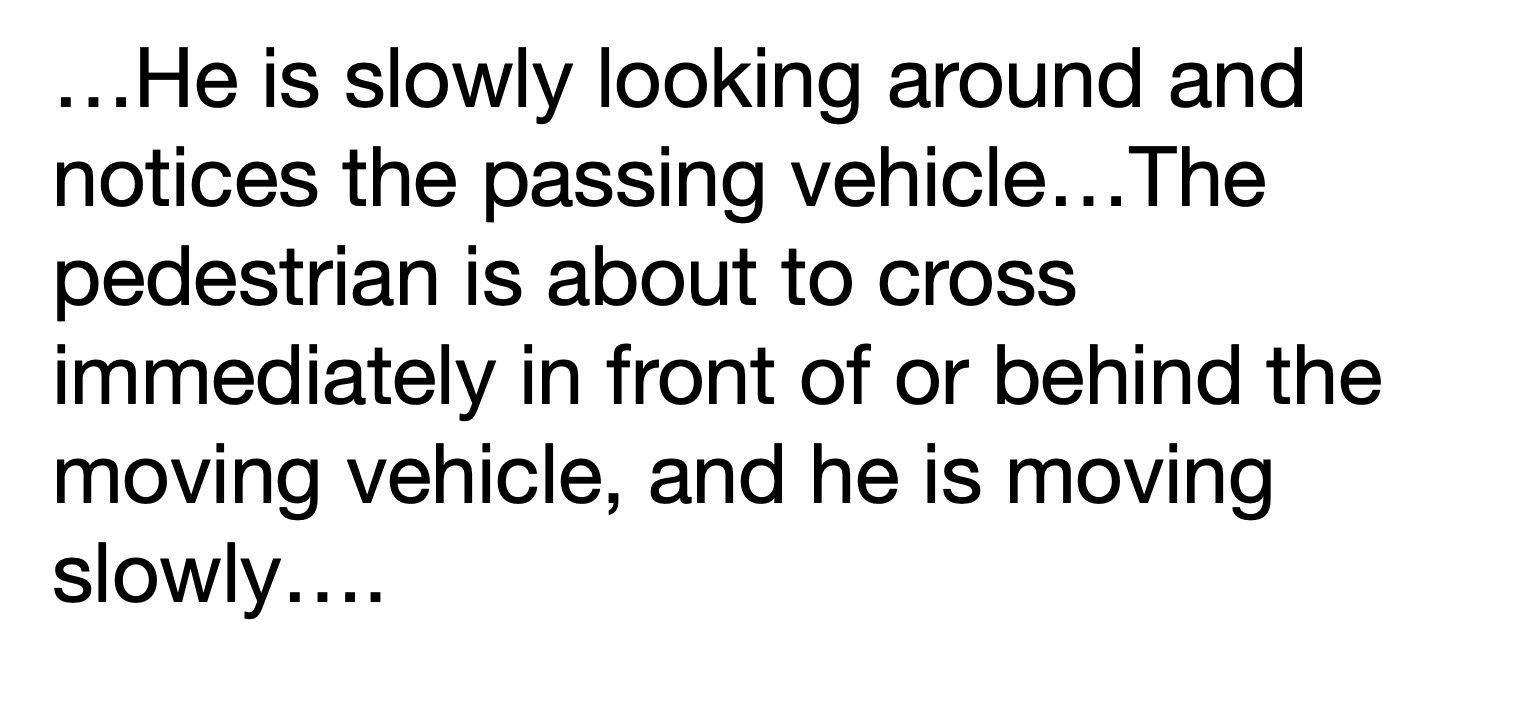 …He is slowly looking around and
notices the passing vehicle…The
pedestrian is about to cross
immediately in front of or behind the
moving vehicle, and he is moving
slowly….